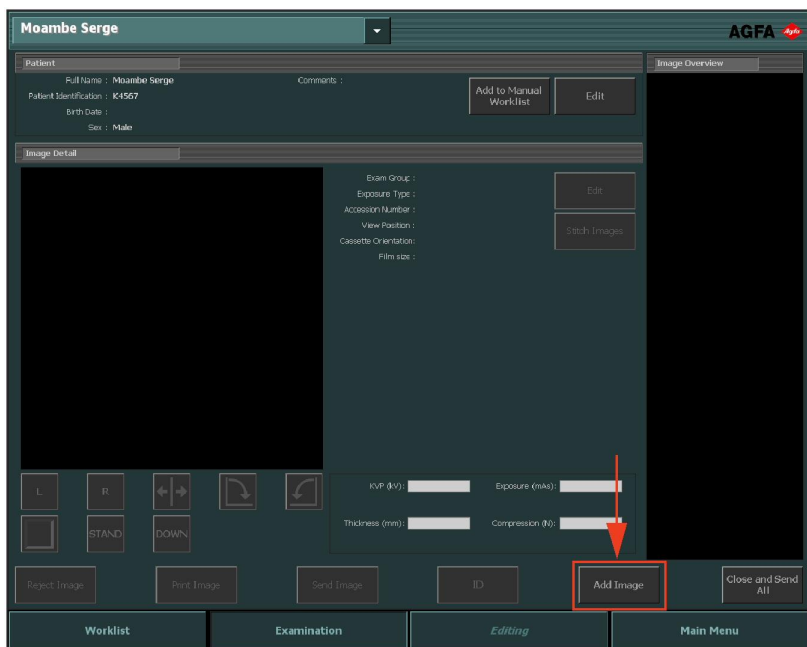 Moambe Serge
AGFA
Agfa
Patient
Full Name : Moambe Serge
Patient Identification : K4567
Birth Date :
Sex : Male
Comments :
Add to Manual
Worklist
Edit
Image Overview
Image Detail
Exam Group :
Exposure Type :
Accession Number :
View Position :
Cassette Orientation:
Film size :
Edit
Stitch Images
L
R
STAND
DOWN
KVP (kV):
Exposure (mAs):
Thickness (mm):
Compression (N):
Reject Image
Print Image
Send Image
ID
Add Image
Close and Send
All
Worklist
Examination
Editing
Main Menu